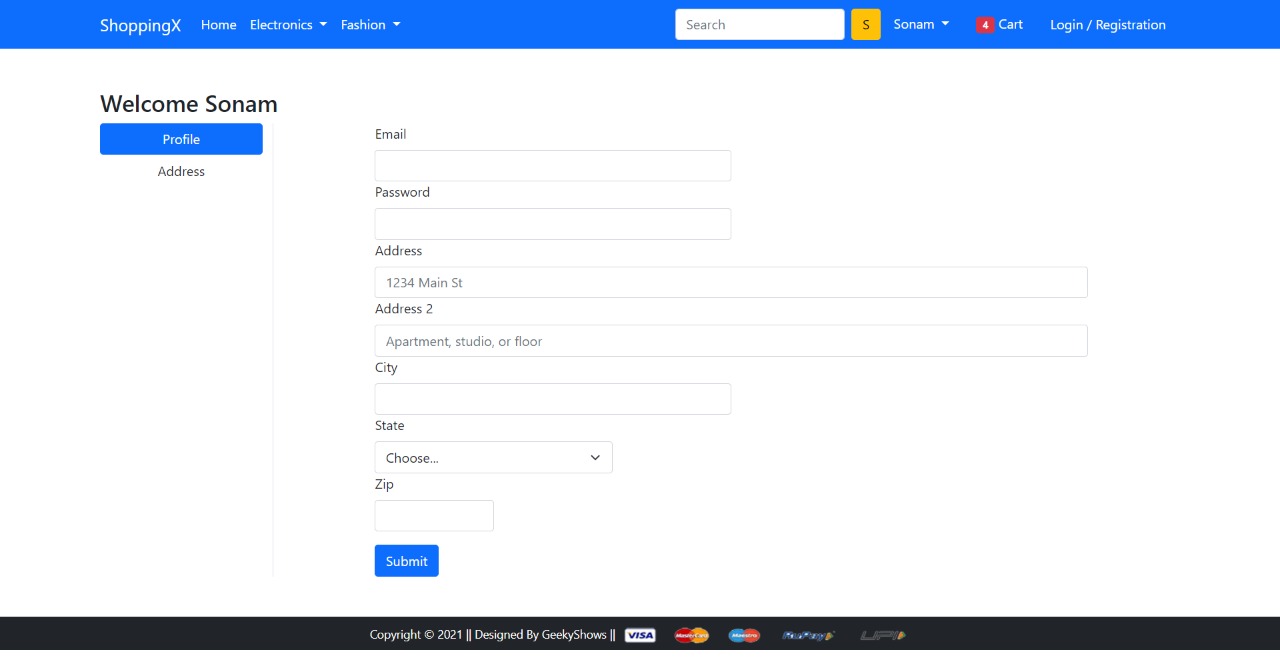 ShoppingX Home Electronics Fashion Search S Sonam 4 Cart Login / Registration
Welcome Sonam
Profile
Address
Email
Password
Address
1234 Main St
Address 2
Apartment, studio, or floor
City
State
Choose...
Zip
Submit
Copyright © 2021 || Designed By GeekyShows || VISA MasterCard Maestro RuPay UPI